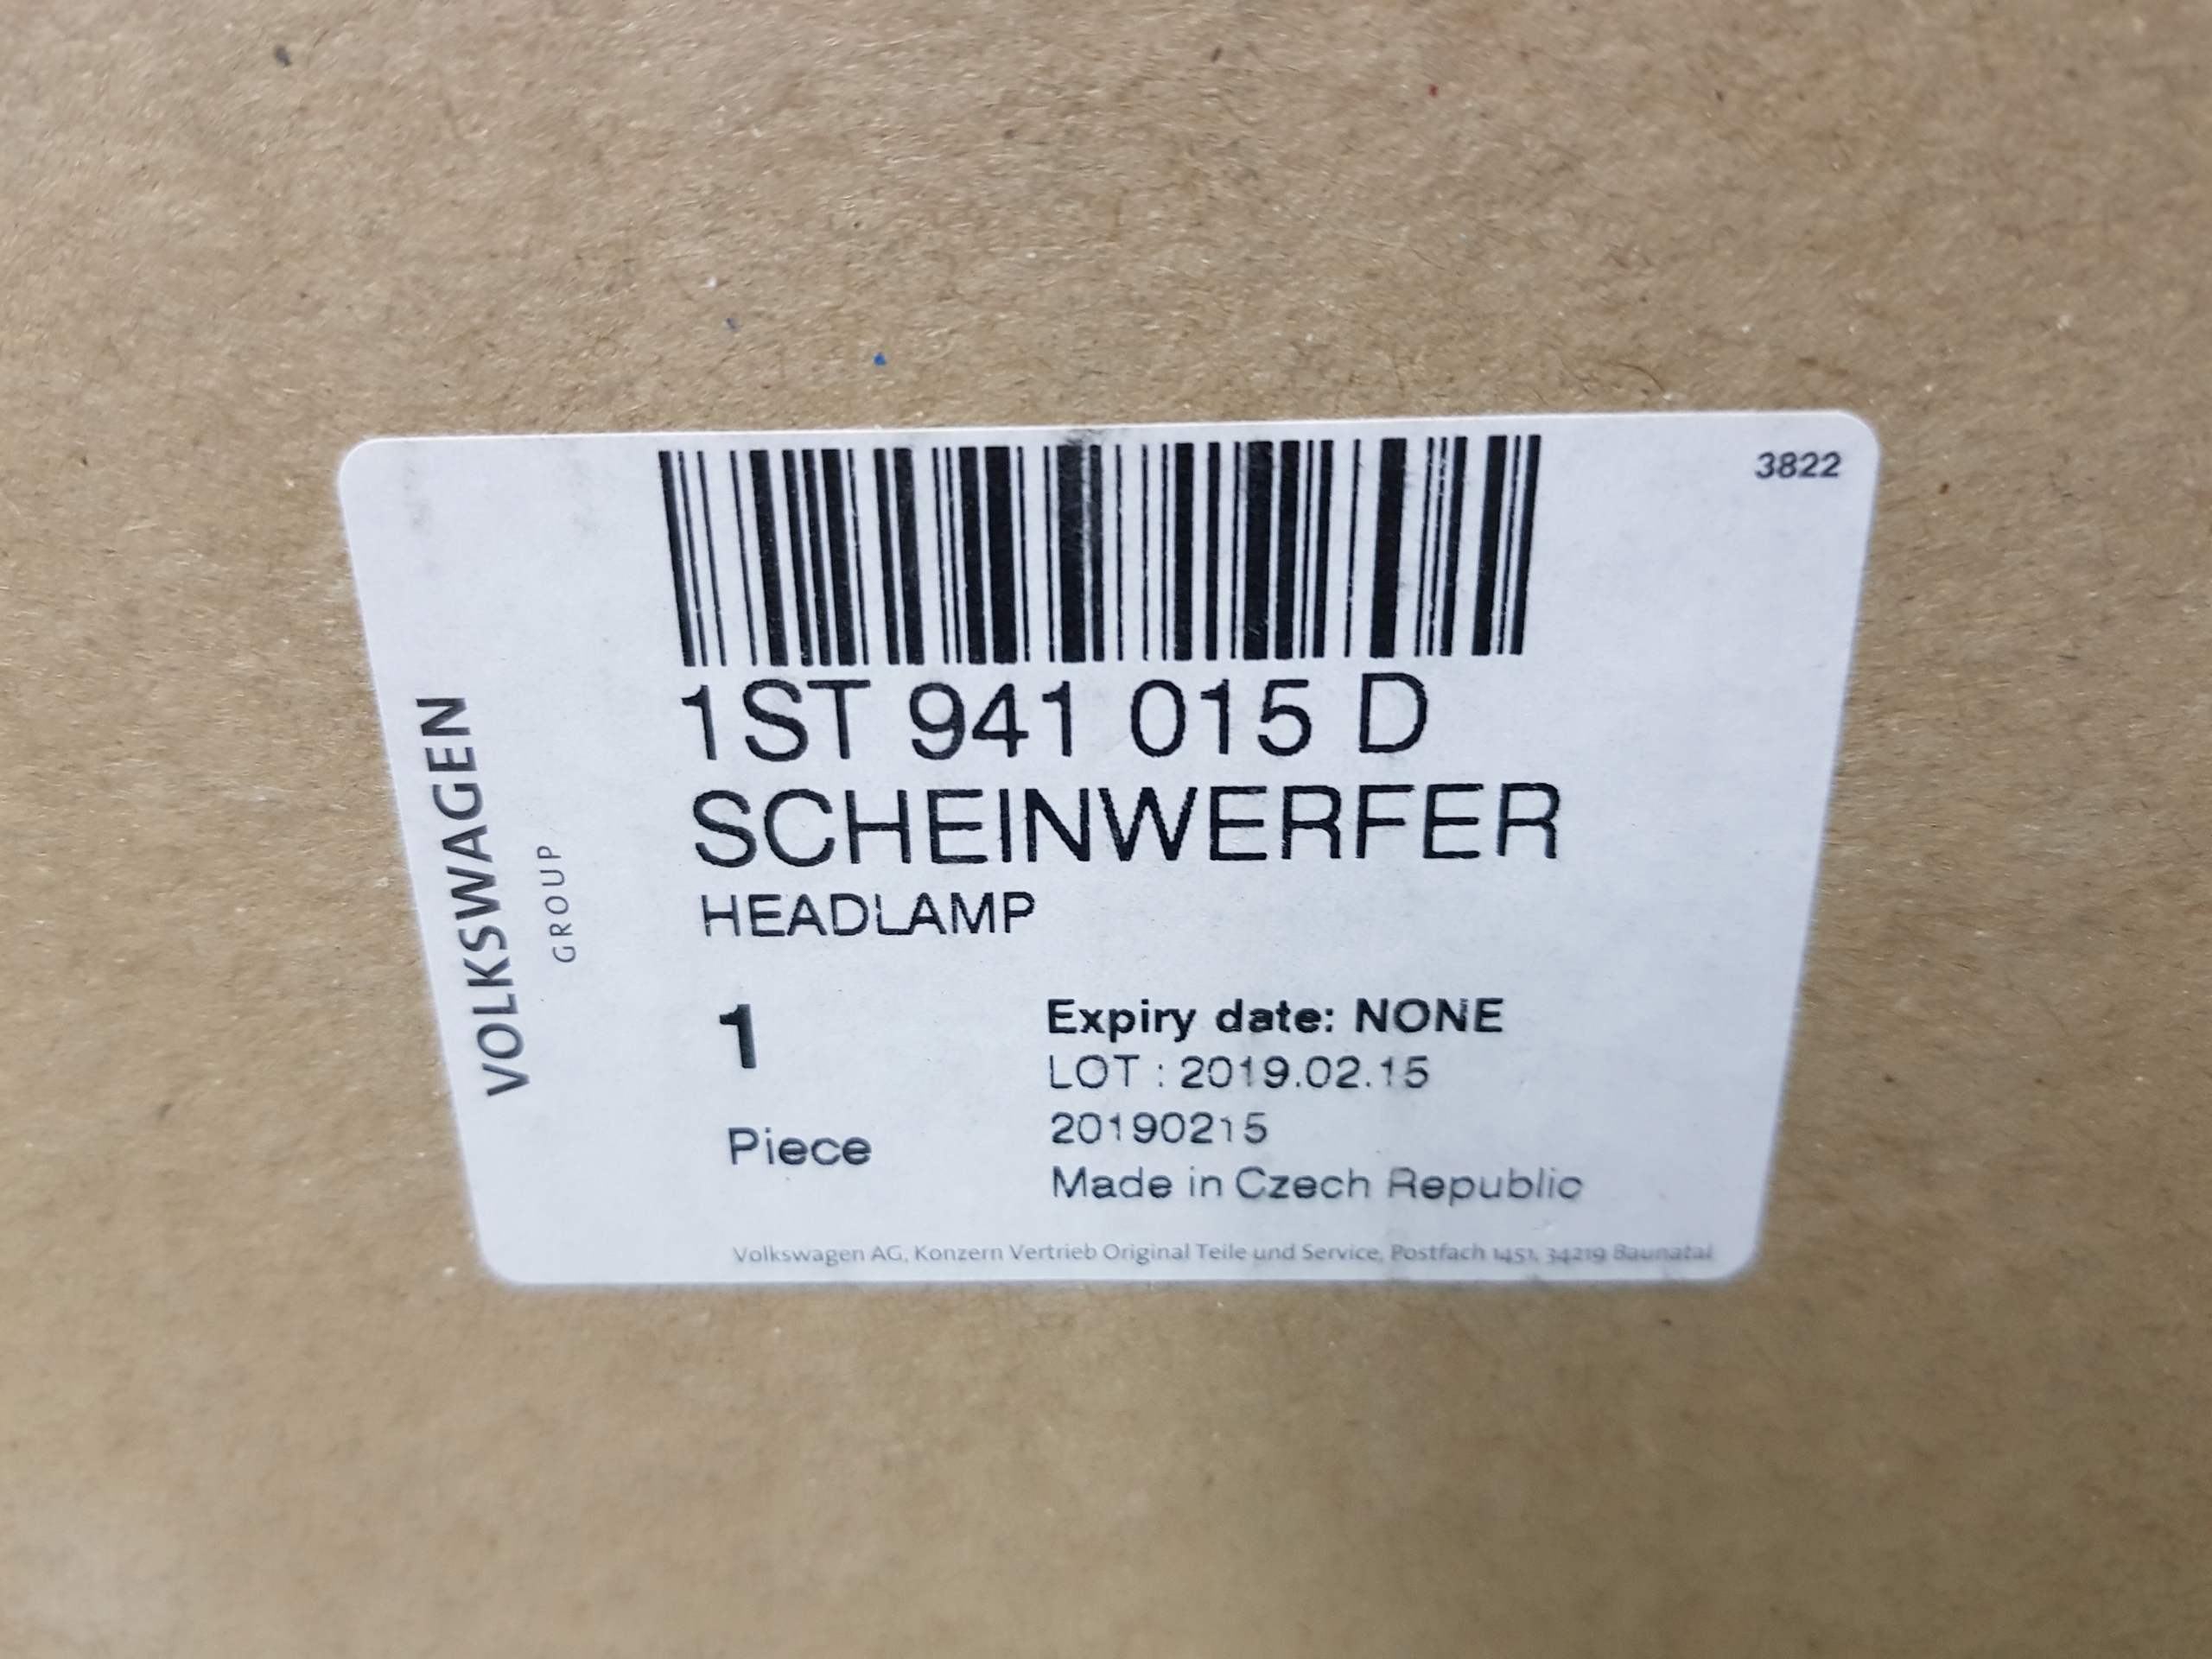 3822
1ST 941 015 D
SCHEINWERFER
HEADLAMP
VOLKSWAGEN
GROUP
1
Piece
Expiry date: NONE
LOT : 2019.02.15
20190215
Made in Czech Republic
Volkswagen AG, Konzern Vertrieb Original Teile und Service, Postfach 1451, 34219 Baunatal